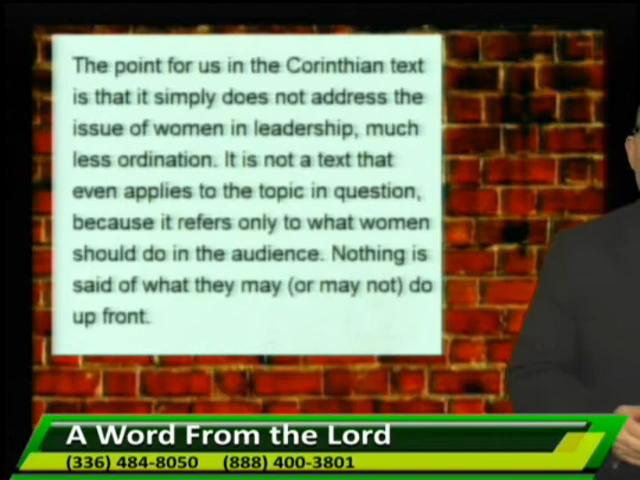 The point for us in the Corinthian text
is that it simply does not address the
issue of women in leadership, much
less ordination. It is not a text that
even applies to the topic in question,
because it refers only to what women
should do in the audience. Nothing is
said of what they may (or may not) do
up front.
A Word From the Lord
(336) 484-8050 (888) 400-3801